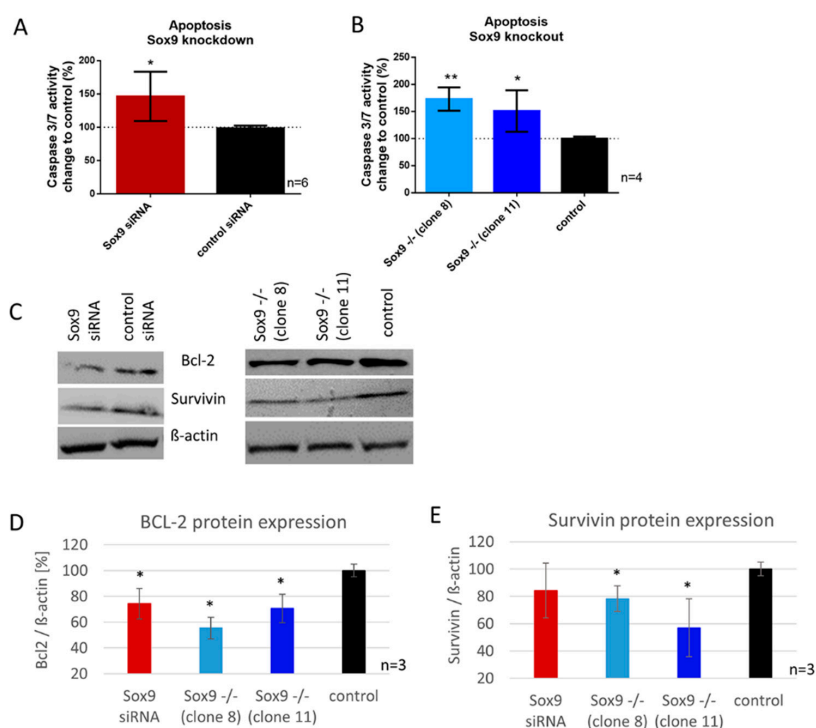 A
Apoptosis
Sox9 knockdown
Caspase 3/7 activity
change to control (%)
200
150
100
50
0
*
n=6
Sox9 siRNA
control siRNA
B
Apoptosis
Sox9 knockout
Caspase 3/7 activity
change to control (%)
250
200
150
100
50
0
**
*
n=4
Sox9 -/- (clone 8)
Sox9 -/- (clone 11)
control
C
Sox9
siRNA
control
siRNA
Sox9 -/-
(clone 8)
Sox9 -/-
(clone 11)
control
Bcl-2
Survivin
ß-actin
D
BCL-2 protein expression
Bcl2 / ß-actin [%]
120
100
80
60
40
20
*
*
*
n=3
Sox9
siRNA
Sox9 -/-
(clone 8)
Sox9 -/-
(clone 11)
control
E
Survivin protein expression
Survivin / ß-actin
120
100
80
60
40
20
*
*
n=3
Sox9
siRNA
Sox9 -/-
(clone 8)
Sox9 -/-
(clone 11)
control